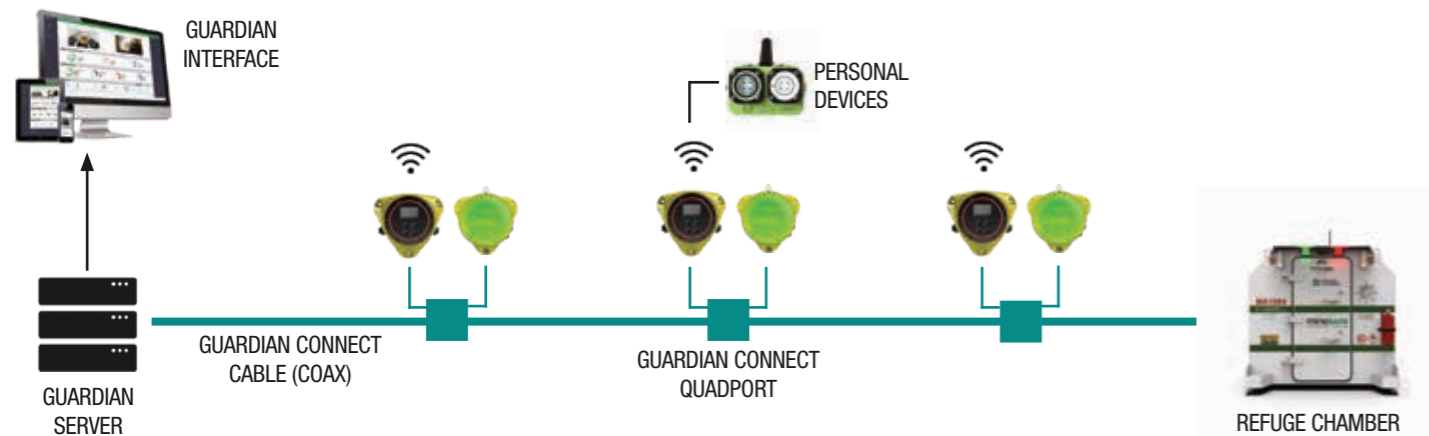 GUARDIAN
INTERFACE
PERSONAL
DEVICES
GUARDIAN CONNECT
CABLE (COAX)
GUARDIAN CONNECT
QUADPORT
GUARDIAN
SERVER
REFUGE CHAMBER